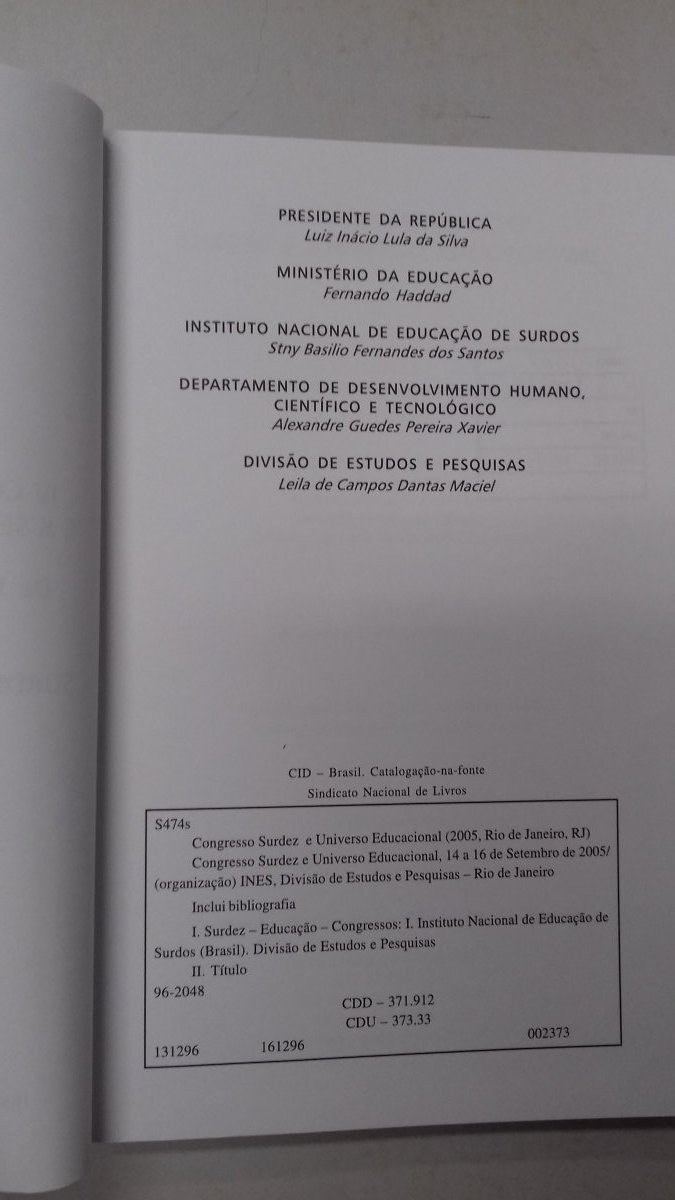 PRESIDENTE DA REPÚBLICA
Luiz Inácio Lula da Silva
MINISTÉRIO DA EDUCAÇÃO
Fernando Haddad
INSTITUTO NACIONAL DE EDUCAÇÃO DE SURDOS
Stny Basilio Fernandes dos Santos
DEPARTAMENTO DE DESENVOLVIMENTO HUMANO,
CIENTÍFICO E TECNOLÓGICO
Alexandre Guedes Pereira Xavier
DIVISÃO DE ESTUDOS E PESQUISAS
Leila de Campos Dantas Maciel
CID – Brasil. Catalogação-na-fonte
Sindicato Nacional de Livros
S474s
Congresso Surdez e Universo Educacional (2005, Rio de Janeiro, RJ)
Congresso Surdez e Universo Educacional, 14 a 16 de Setembro de 2005/
(organização) INES, Divisão de Estudos e Pesquisas – Rio de Janeiro
Inclui bibliografia
I. Surdez – Educação – Congressos: I. Instituto Nacional de Educação de
Surdos (Brasil). Divisão de Estudos e Pesquisas
II. Título
96-2048
CDD – 371.912
CDU – 373.33
131296 161296 002373